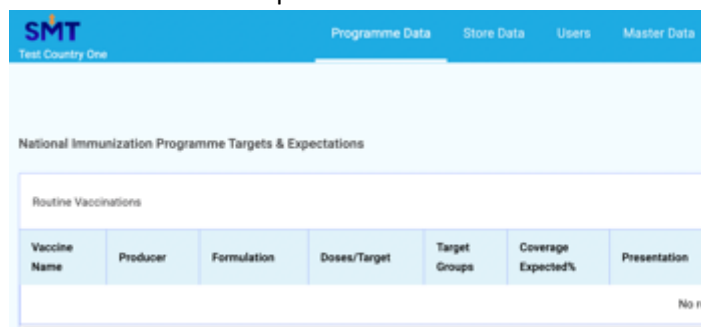 SMT
Test Country One
Programme Data Store Data Users Master Data
National Immunization Programme Targets & Expectations
Routine Vaccinations
Vaccine Name Producer Formulation Doses/Target Target Groups Coverage Expected% Presentation
No